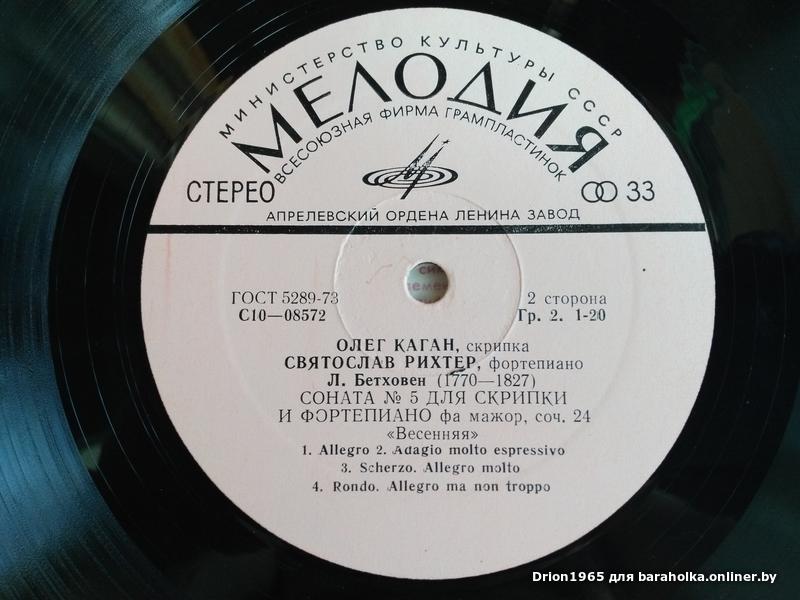 МИНИСТЕРСТВО КУЛЬТУРЫ СССР
МЕЛОДИЯ
ВСЕСОЮЗНАЯ ФИРМА ГРАМПЛАСТИНОК
СТЕРЕО 33
АПРЕЛЕВСКИЙ ОРДЕНА ЛЕНИНА ЗАВОД
ГОСТ 5289-73 2 сторона
С10—08572 Гр. 2. 1-20
ОЛЕГ КАГАН, скрипка
СВЯТОСЛАВ РИХТЕР, фортепиано
Л. Бетховен (1770—1827)
СОНАТА № 5 ДЛЯ СКРИПКИ
И ФОРТЕПИАНО фа мажор, соч. 24
«Весенняя»
1. Allegro 2. Adagio molto espressivo
3. Scherzo. Allegro molto
4. Rondo. Allegro ma non troppo
Drion1965 для baraholka.onliner.by